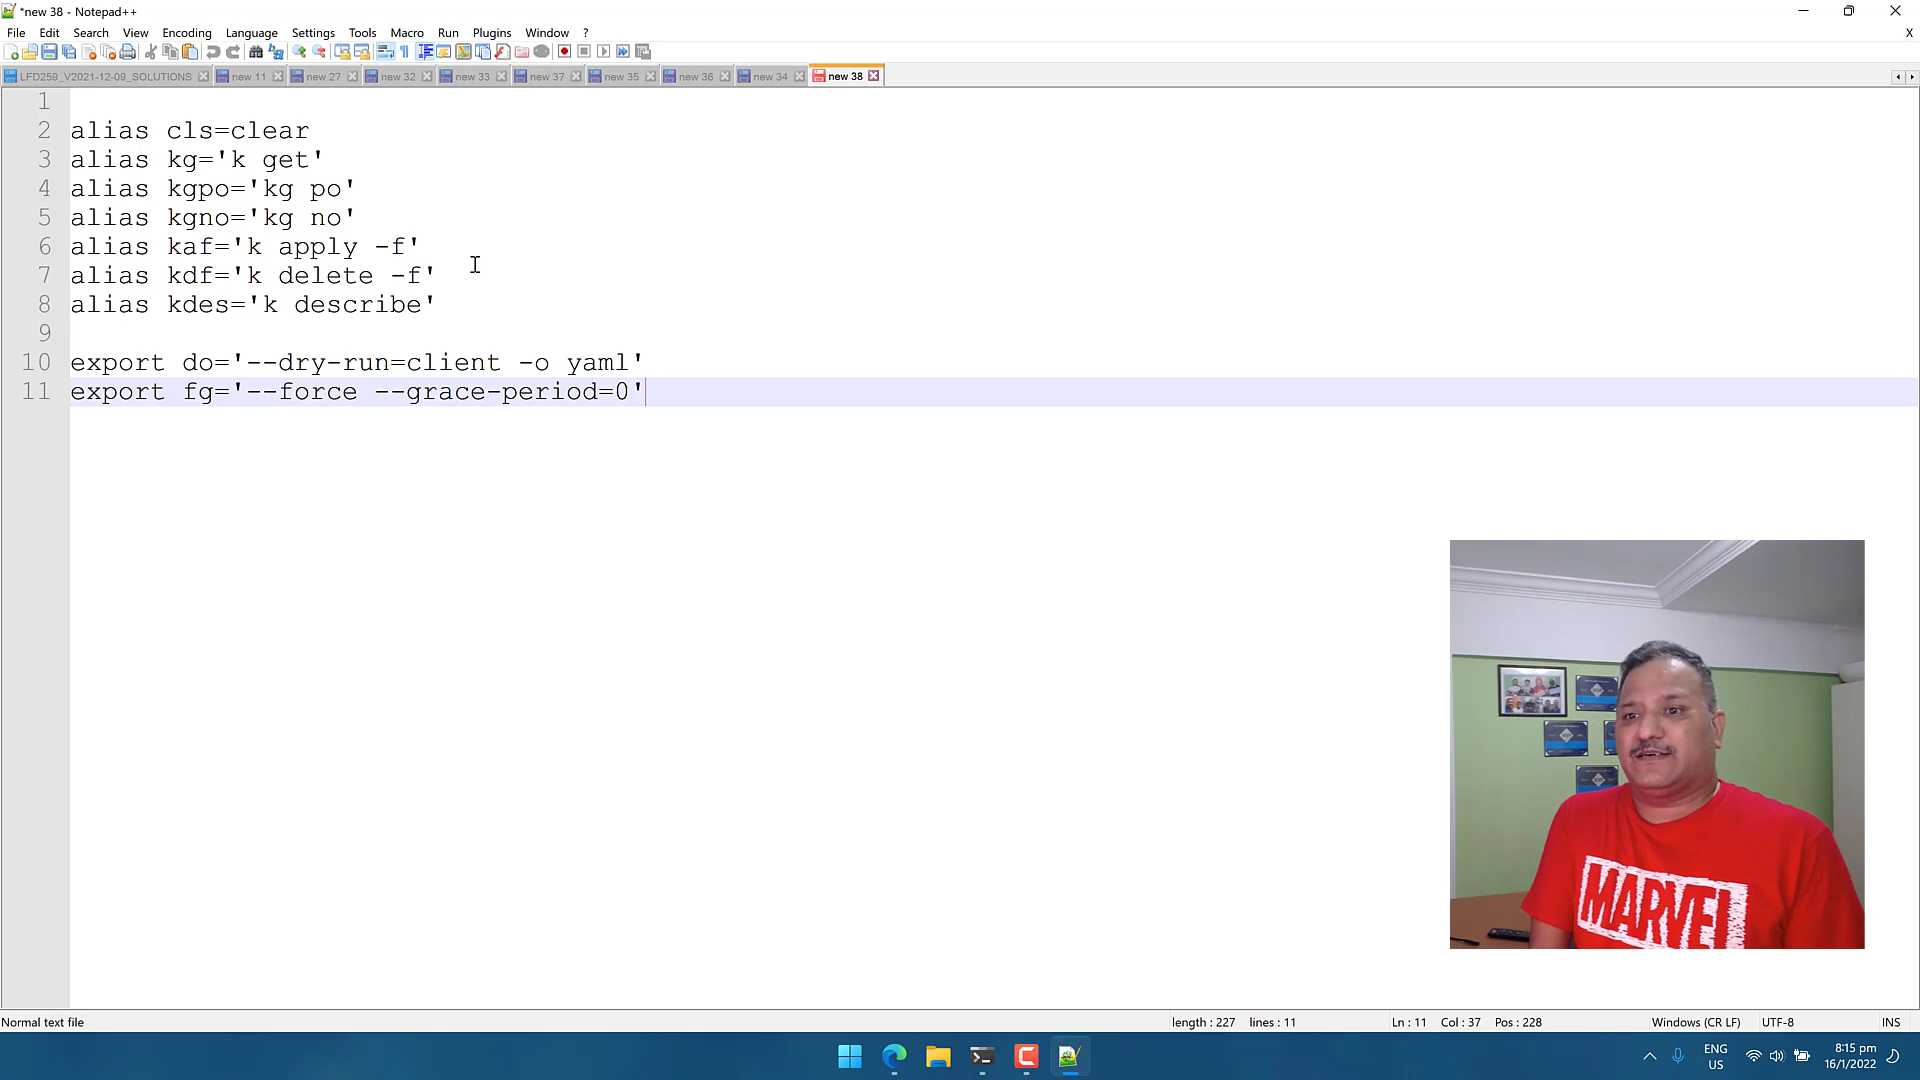 *new 38 - Notepad++
File Edit Search View Encoding Language Settings Tools Macro Run Plugins Window ? X
LFD259_V2021-12-09_SOLUTIONS new 11 new 27 new 32 new 33 new 37 new 35 new 36 new 34 new 38
1
2 alias cls=clear
3 alias kg='k get'
4 alias kgpo='kg po'
5 alias kgno='kg no'
6 alias kaf='k apply -f'
7 alias kdf='k delete -f'
8 alias kdes='k describe'
9
10 export do='--dry-run=client -o yaml'
11 export fg='--force --grace-period=0'
MARVEL
Normal text file length : 227 lines : 11 Ln : 11 Col : 37 Pos : 228 Windows (CR LF) UTF-8 INS
ENG
US
8:15 pm
16/1/2022